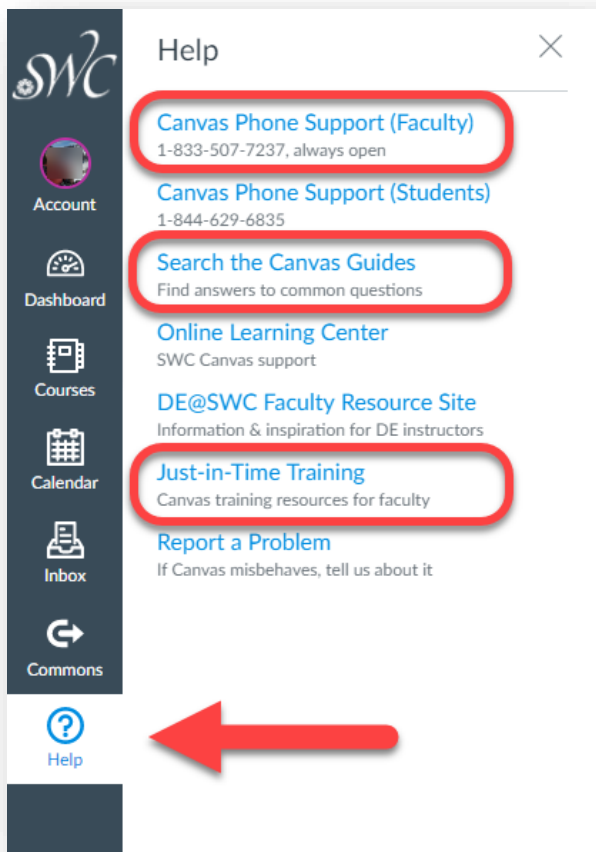 SWC
Account
Dashboard
Courses
Calendar
Inbox
Commons
Help
Help
Canvas Phone Support (Faculty)
1-833-507-7237, always open
Canvas Phone Support (Students)
1-844-629-6835
Search the Canvas Guides
Find answers to common questions
Online Learning Center
SWC Canvas support
DE@SWC Faculty Resource Site
Information & inspiration for DE instructors
Just-in-Time Training
Canvas training resources for faculty
Report a Problem
If Canvas misbehaves, tell us about it